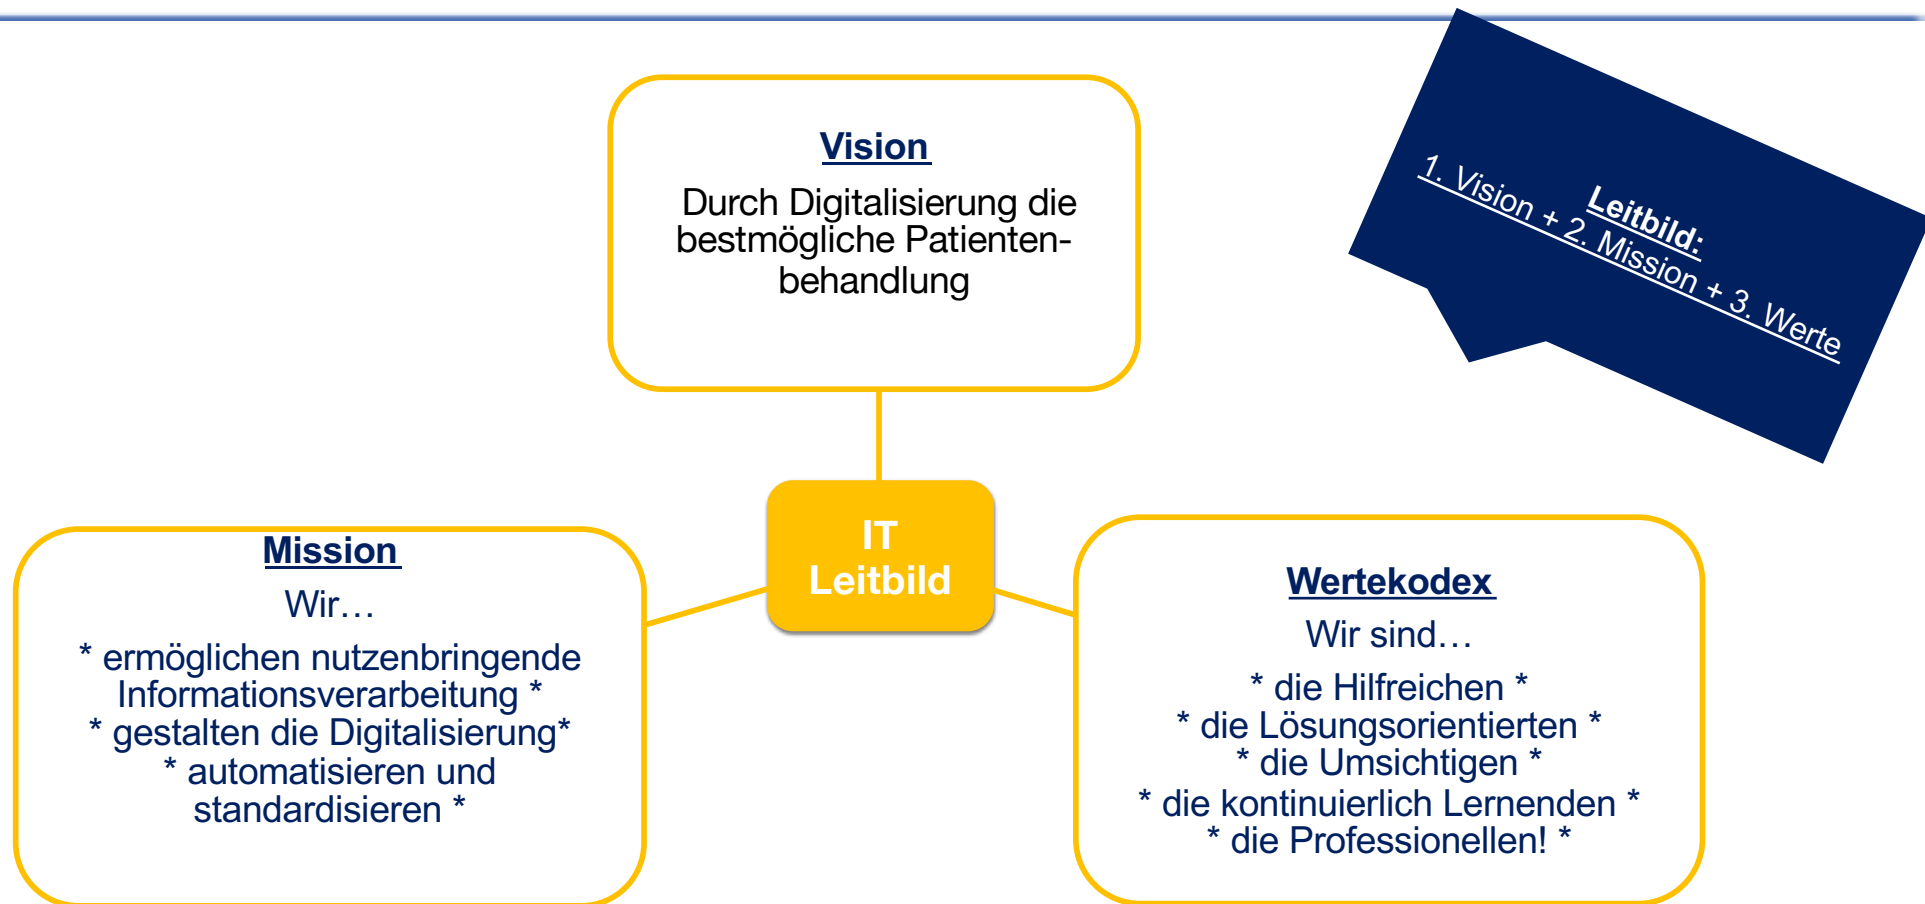 Vision
Durch Digitalisierung die
bestmögliche Patienten-
behandlung
Leitbild:
1. Vision + 2. Mission + 3. Werte
IT
Leitbild
Mission
Wir…
* ermöglichen nutzenbringende
Informationsverarbeitung *
* gestalten die Digitalisierung*
* automatisieren und
standardisieren *
Wertekodex
Wir sind…
* die Hilfreichen *
* die Lösungsorientierten *
* die Umsichtigen *
* die kontinuierlich Lernenden *
* die Professionellen! *